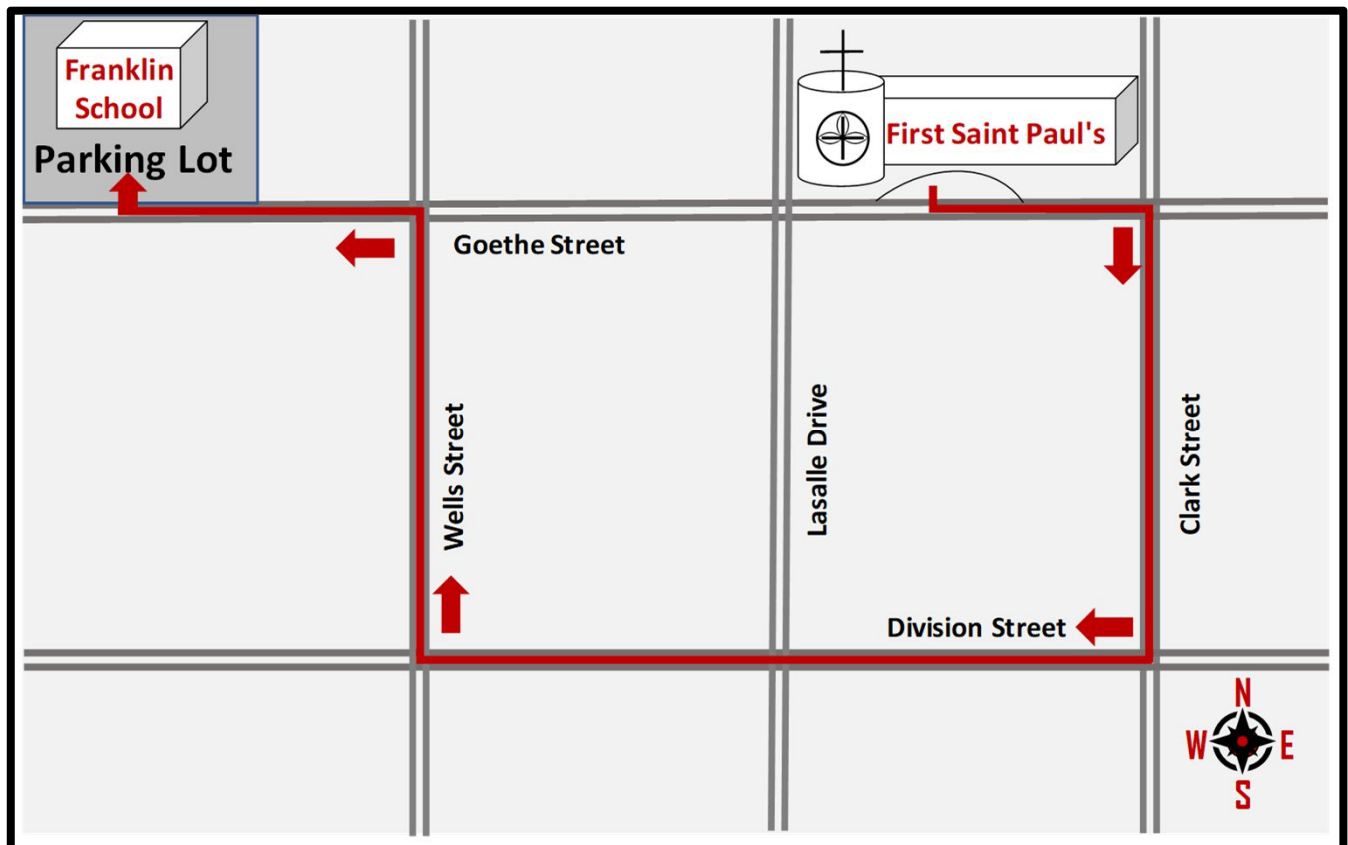 Franklin
School
Parking Lot
First Saint Paul's
Goethe Street
Wells Street
Lasalle Drive
Clark Street
Division Street
N
W E
S